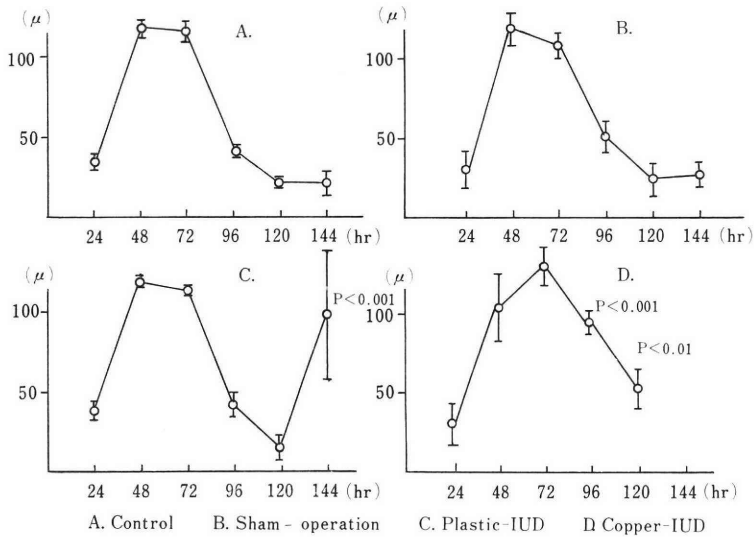 (μ) A. (μ) B.
100 100
50 50
24 48 72 96 120 144 (hr) 24 48 72 96 120 144 (hr)
(μ) C. (μ) D.
P<0.001 P<0.001
100 100
P<0.01
50 50
24 48 72 96 120 144 (hr) 24 48 72 96 120 144 (hr)
A. Control B. Sham-operation C. Plastic-IUD D. Copper-IUD